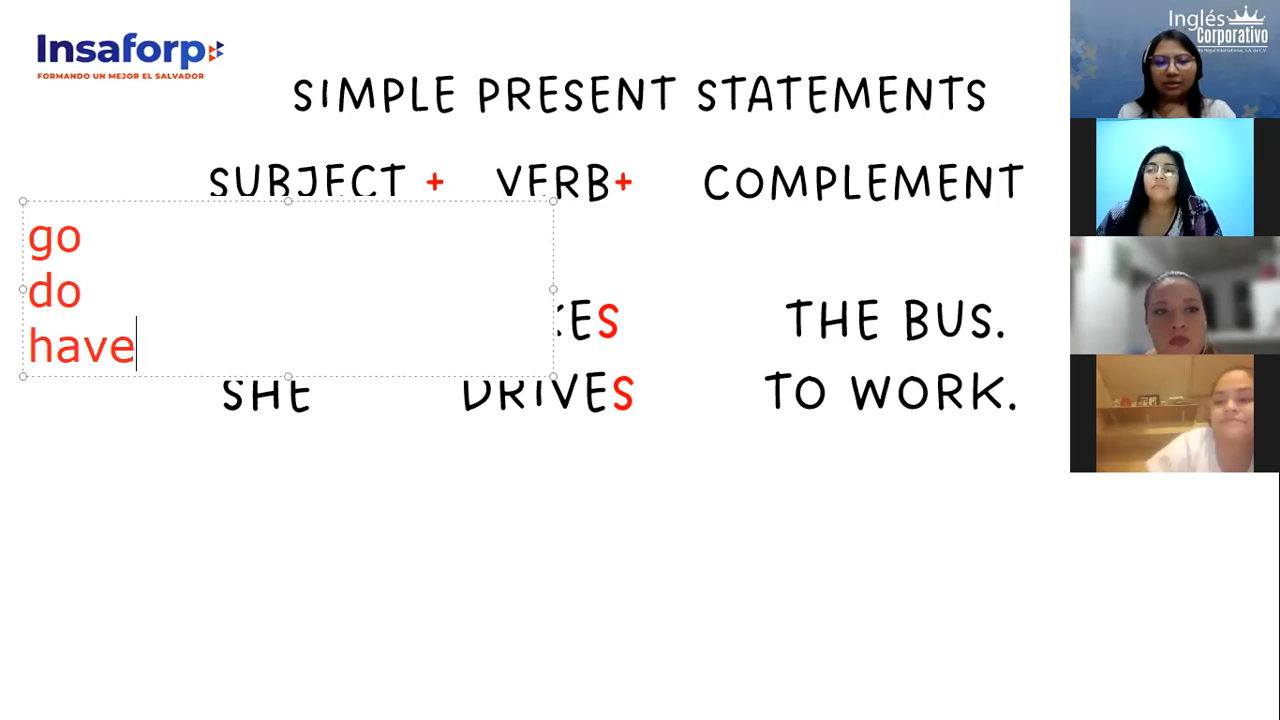 Insaforp
FORMANDO UN MEJOR EL SALVADOR
Inglés
Corporativo
SIMPLE PRESENT STATEMENTS
SUBJECT + VERB+ COMPLEMENT
go
do
have
ES THE BUS.
SHE DRIVES TO WORK.